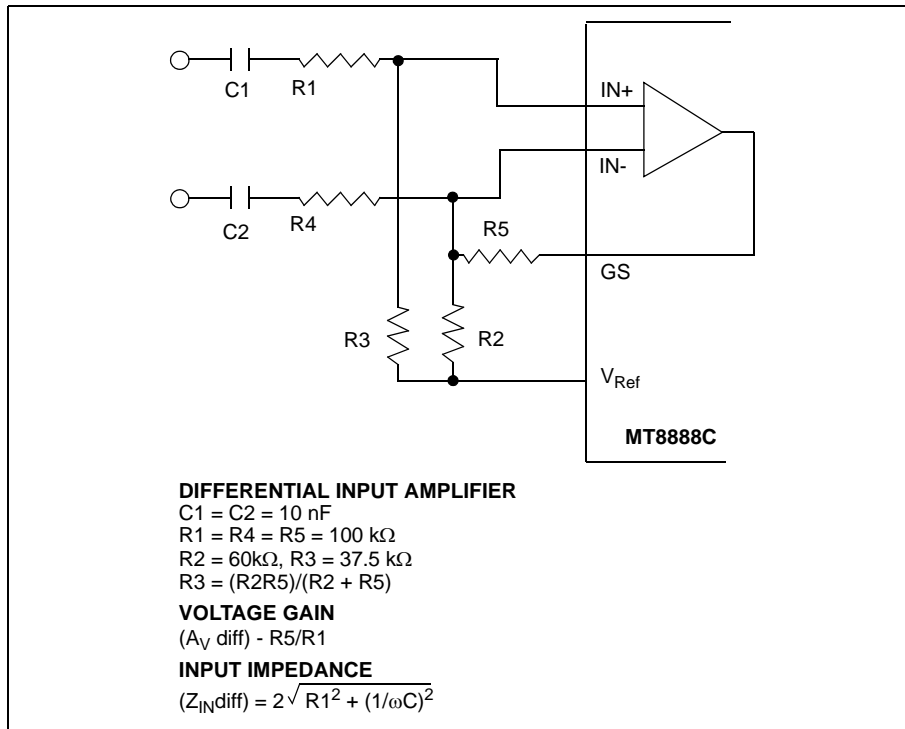 C1
R1
IN+
IN-
C2
R4
R5
GS
R3
R2
V_Ref
MT8888C
DIFFERENTIAL INPUT AMPLIFIER
C1 = C2 = 10 nF
R1 = R4 = R5 = 100 kΩ
R2 = 60kΩ, R3 = 37.5 kΩ
R3 = (R2R5)/(R2 + R5)
VOLTAGE GAIN
(A_V diff) - R5/R1
INPUT IMPEDANCE
(Z_INdiff) = 2√R1² + (1/ωC)²